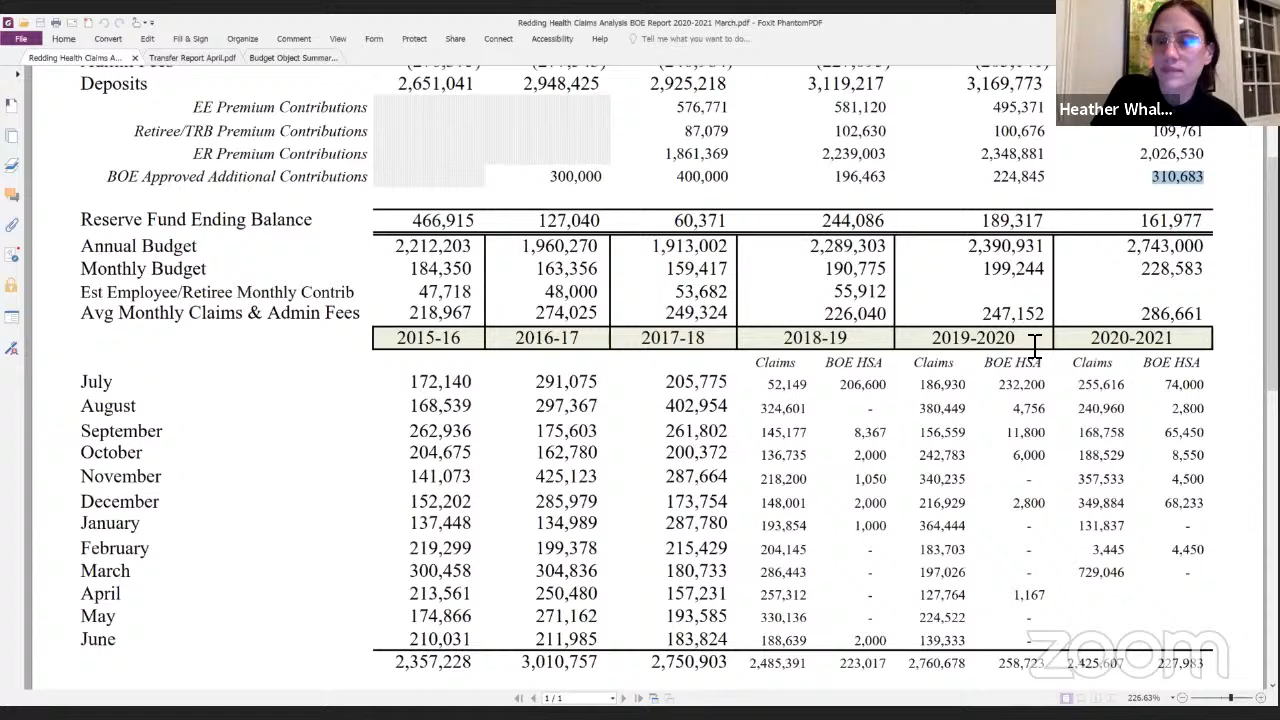 Redding Health Claims Analysis BOE Report 2020-2021 March.pdf - Foxit PhantomPDF
File Home Convert Edit Fill & Sign Organize Comment View Form Protect Share Connect Accessibility Help Tell me what you want to do...
Redding Health Claims A... Transfer Report April.pdf Budget Object Summar...
Heather Whal...
Deposits 2,651,041 2,948,425 2,925,218 3,119,217 3,169,773
EE Premium Contributions 576,771 581,120 495,371
Retiree/TRB Premium Contributions 87,079 102,630 100,676 109,761
ER Premium Contributions 1,861,369 2,239,003 2,348,881 2,026,530
BOE Approved Additional Contributions 300,000 400,000 196,463 224,845 310,683
Reserve Fund Ending Balance 466,915 127,040 60,371 244,086 189,317 161,977
Annual Budget 2,212,203 1,960,270 1,913,002 2,289,303 2,390,931 2,743,000
Monthly Budget 184,350 163,356 159,417 190,775 199,244 228,583
Est Employee/Retiree Monthly Contrib 47,718 48,000 53,682 55,912
Avg Monthly Claims & Admin Fees 218,967 274,025 249,324 226,040 247,152 286,661
2015-16 2016-17 2017-18 2018-19 2019-2020 2020-2021
Claims BOE HSA Claims BOE HSA Claims BOE HSA
July 172,140 291,075 205,775 52,149 206,600 186,930 232,200 255,616 74,000
August 168,539 297,367 402,954 324,601 - 380,449 4,756 240,960 2,800
September 262,936 175,603 261,802 145,177 8,367 156,559 11,800 168,758 65,450
October 204,675 162,780 200,372 136,735 2,000 242,783 6,000 188,529 8,550
November 141,073 425,123 287,664 218,200 1,050 340,235 - 357,533 4,500
December 152,202 285,979 173,754 148,001 2,000 216,929 2,800 349,884 68,233
January 137,448 134,989 287,780 193,854 1,000 364,444 - 131,837 -
February 219,299 199,378 215,429 204,145 - 183,703 - 3,445 4,450
March 300,458 304,836 180,733 286,443 - 197,026 - 729,046 -
April 213,561 250,480 157,231 257,312 - 127,764 1,167
May 174,866 271,162 193,585 330,136 - 224,522 -
June 210,031 211,985 183,824 188,639 2,000 139,333 -
2,357,228 3,010,757 2,750,903 2,485,391 223,017 2,760,678 258,723 2,425,607 227,983
zoom
1 / 1 226.63%